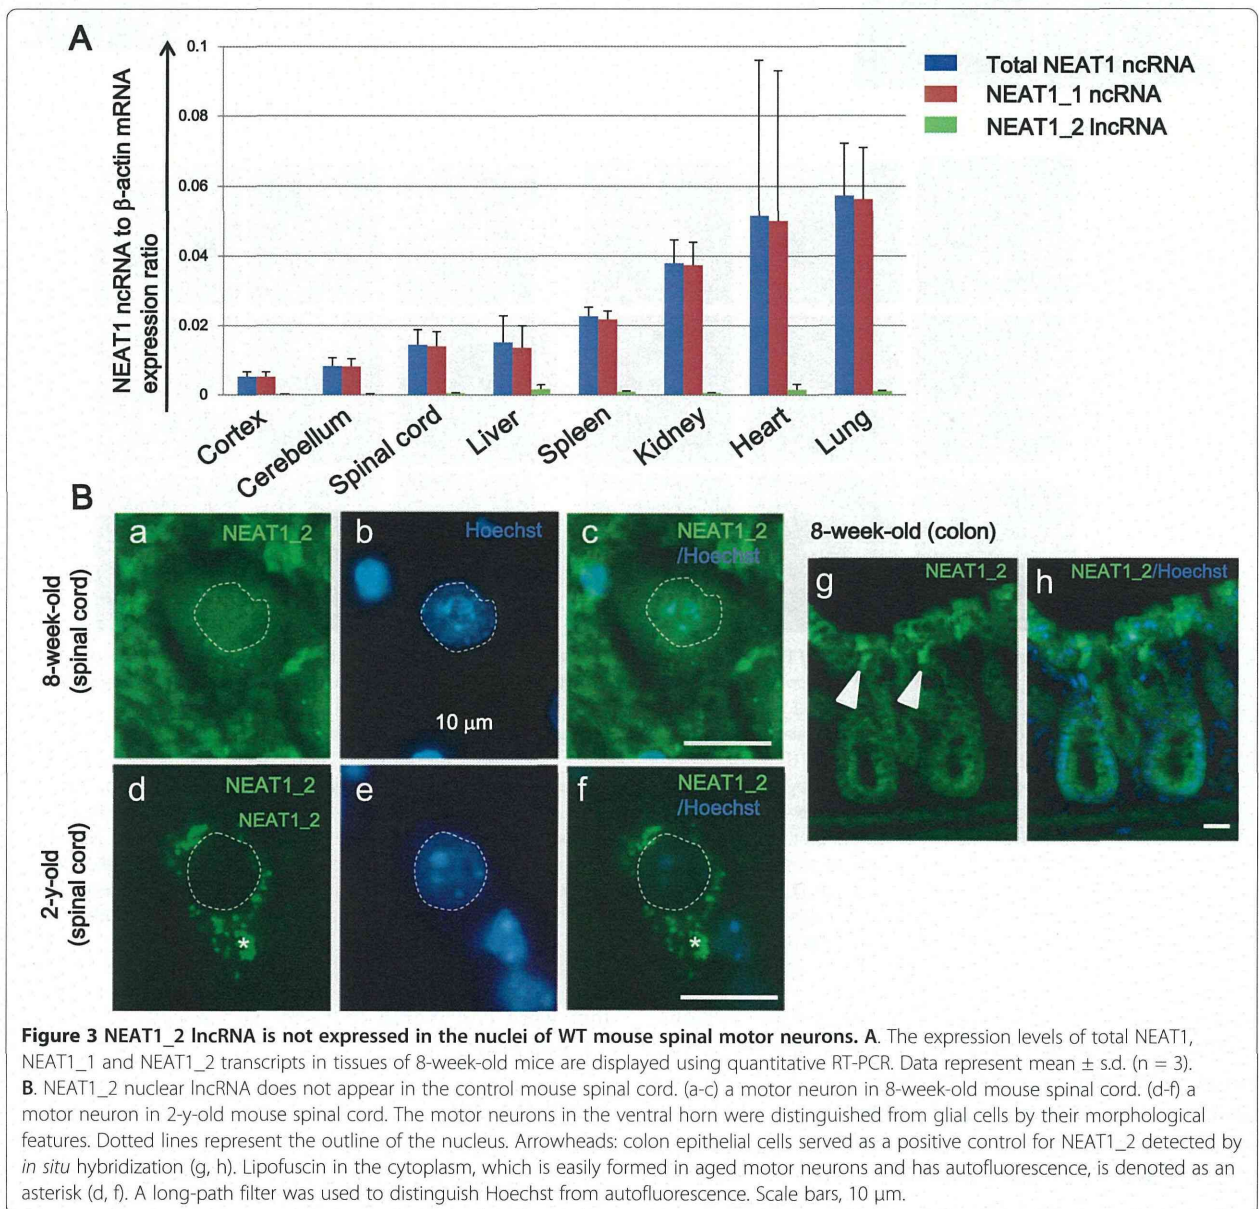 A
0.1
0.08
0.06
0.04
0.02
0
NEAT1 ncRNA to β-actin mRNA
expression ratio
Total NEAT1 ncRNA
NEAT1_1 ncRNA
NEAT1_2 lncRNA
Cortex
Cerebellum
Spinal cord
Liver
Spleen
Kidney
Heart
Lung
B
8-week-old
(spinal cord)
a
NEAT1_2
b
Hoechst
10 μm
c
NEAT1_2
/Hoechst
2-y-old
(spinal cord)
d
NEAT1_2
NEAT1_2
*
e
f
NEAT1_2
/Hoechst
*
8-week-old (colon)
g
NEAT1_2
h
NEAT1_2/Hoechst
Figure 3 NEAT1_2 lncRNA is not expressed in the nuclei of WT mouse spinal motor neurons. A. The expression levels of total NEAT1,
NEAT1_1 and NEAT1_2 transcripts in tissues of 8-week-old mice are displayed using quantitative RT-PCR. Data represent mean ± s.d. (n = 3).
B. NEAT1_2 nuclear lncRNA does not appear in the control mouse spinal cord. (a-c) a motor neuron in 8-week-old mouse spinal cord. (d-f) a
motor neuron in 2-y-old mouse spinal cord. The motor neurons in the ventral horn were distinguished from glial cells by their morphological
features. Dotted lines represent the outline of the nucleus. Arrowheads: colon epithelial cells served as a positive control for NEAT1_2 detected by
in situ hybridization (g, h). Lipofuscin in the cytoplasm, which is easily formed in aged motor neurons and has autofluorescence, is denoted as an
asterisk (d, f). A long-path filter was used to distinguish Hoechst from autofluorescence. Scale bars, 10 μm.